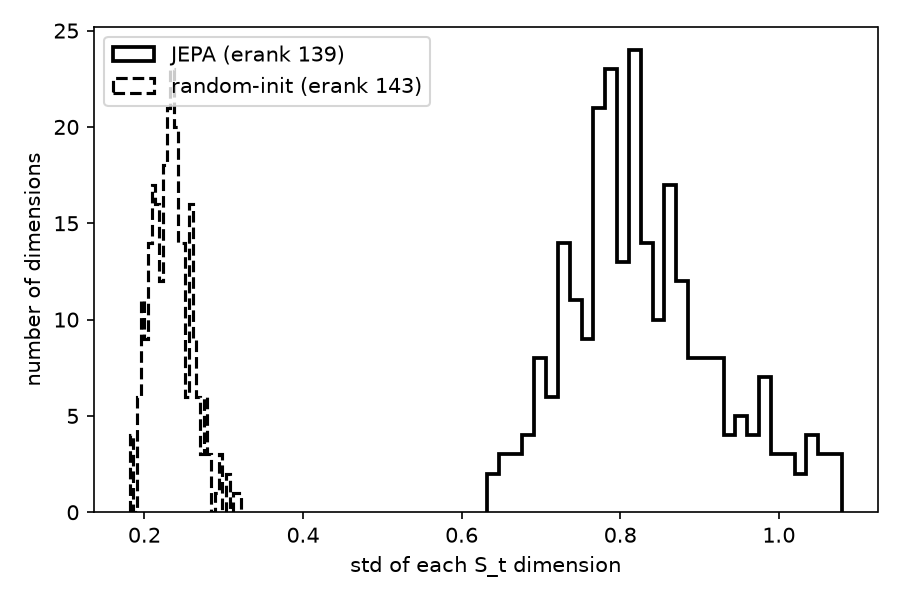 JEPA (erank 139)
random-init (erank 143)
number of dimensions
25
20
15
10
5
0
0.2 0.4 0.6 0.8 1.0
std of each S_t dimension